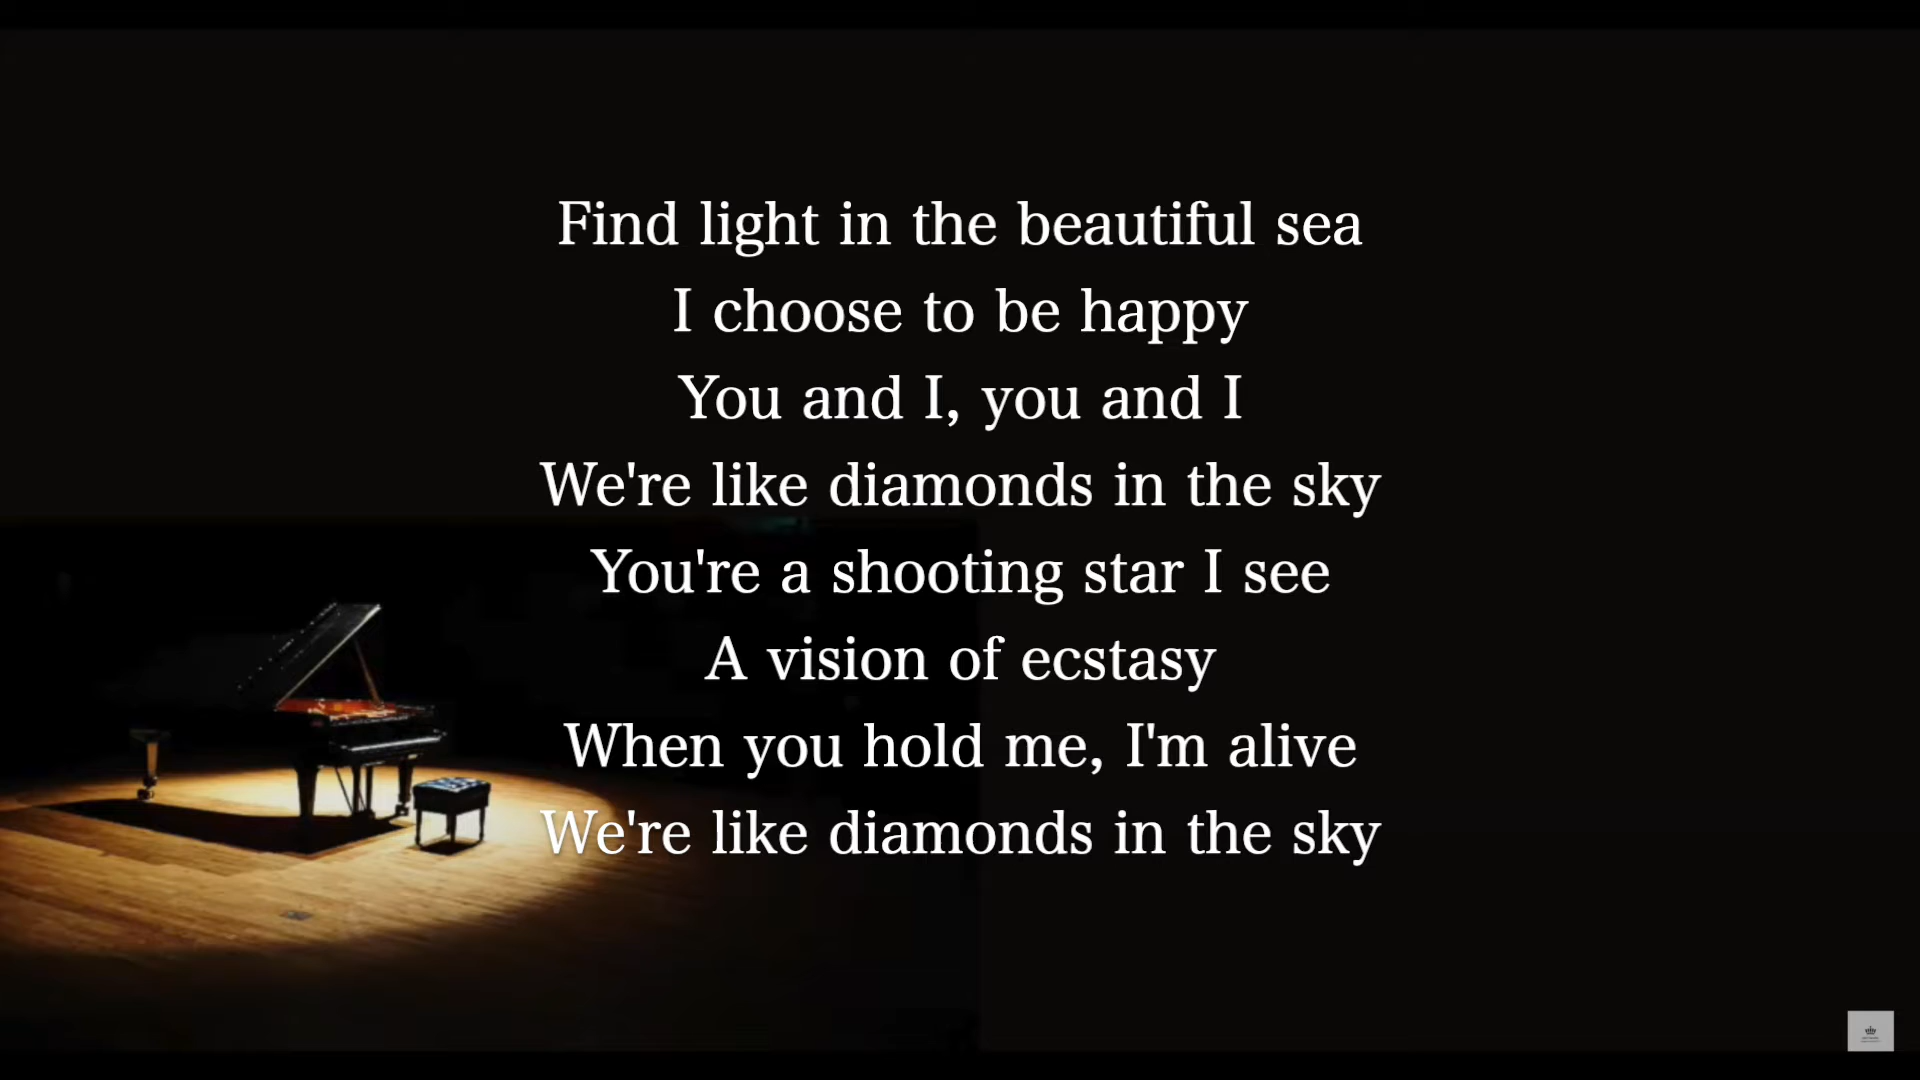 Find light in the beautiful sea
I choose to be happy
You and I, you and I
We're like diamonds in the sky
You're a shooting star I see
A vision of ecstasy
When you hold me, I'm alive
We're like diamonds in the sky